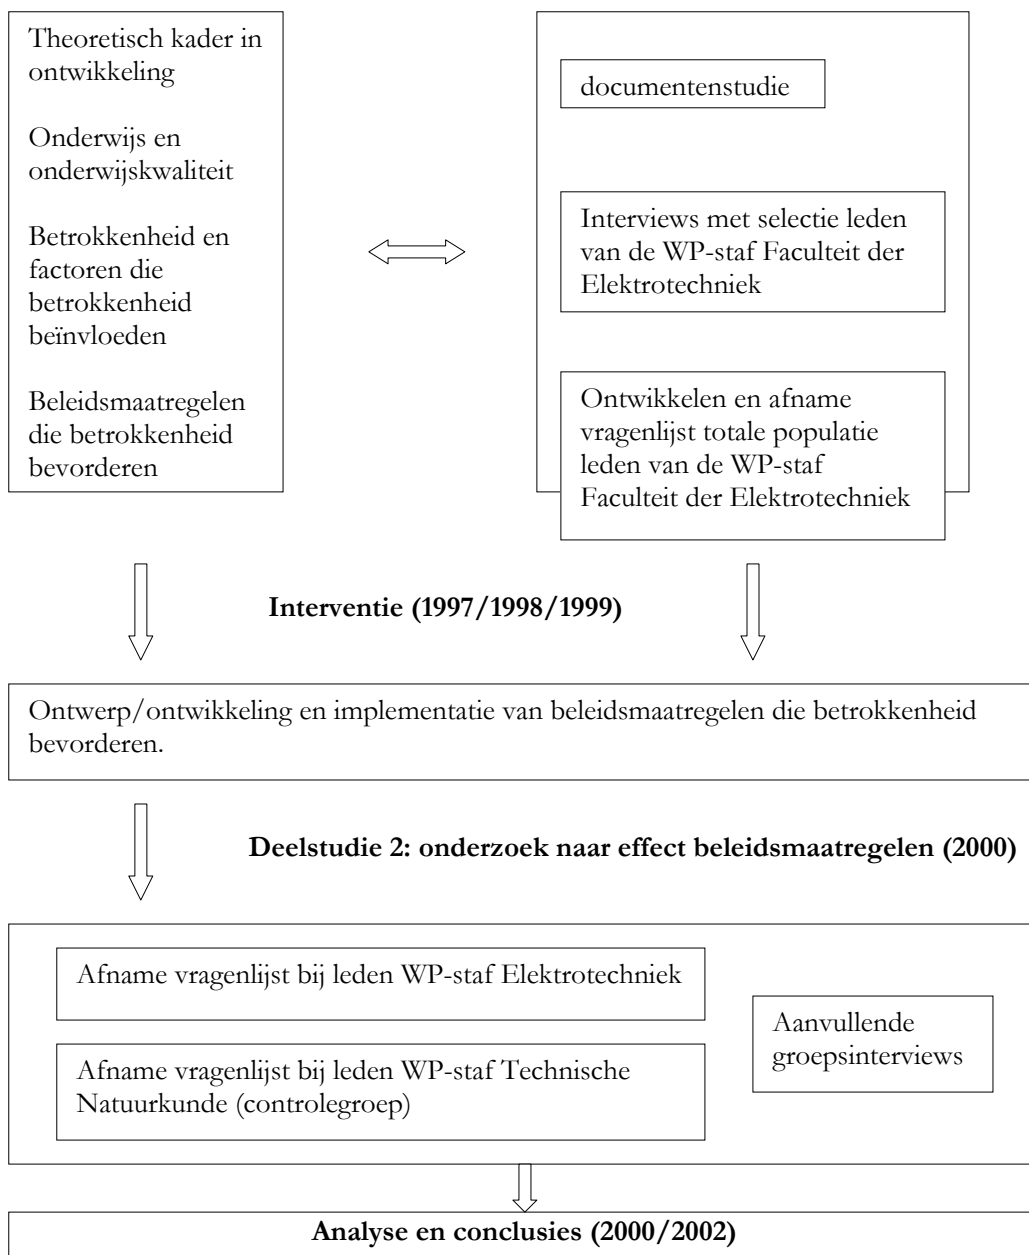 Theoretisch kader in
ontwikkeling
Onderwijs en
onderwijskwaliteit
Betrokkenheid en
factoren die
betrokkenheid
beïnvloeden
Beleidsmaatregelen
die betrokkenheid
bevorderen
documentenstudie
Interviews met selectie leden
van de WP-staf Faculteit der
Elektrotechniek
Ontwikkelen en afname
vragenlijst totale populatie
leden van de WP-staf
Faculteit der Elektrotechniek
Interventie (1997/1998/1999)
Ontwerp/ontwikkeling en implementatie van beleidsmaatregelen die betrokkenheid
bevorderen.
Deelstudie 2: onderzoek naar effect beleidsmaatregelen (2000)
Afname vragenlijst bij leden WP-staf Elektrotechniek
Afname vragenlijst bij leden WP-staf Technische
Natuurkunde (controlegroep)
Aanvullende
groepsinterviews
Analyse en conclusies (2000/2002)